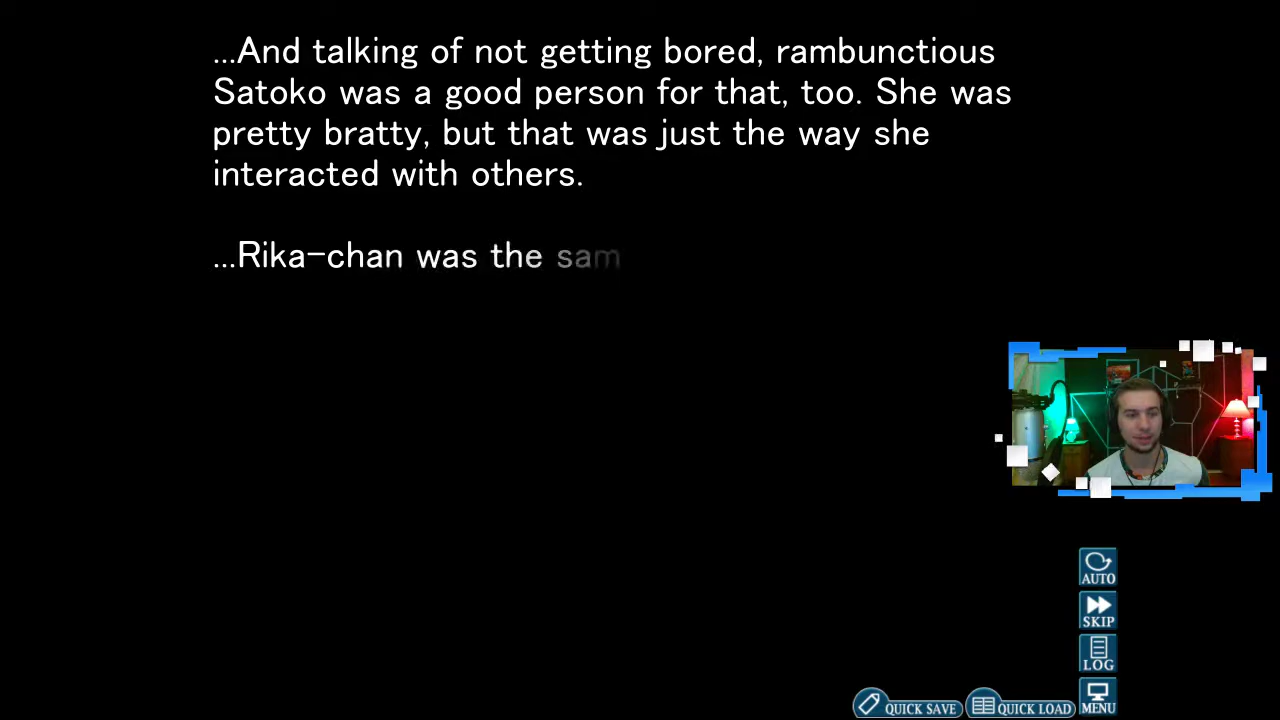 ...And talking of not getting bored, rambunctious
Satoko was a good person for that, too. She was
pretty bratty, but that was just the way she
interacted with others.
...Rika-chan was the sam
AUTO
SKIP
LOG
QUICK SAVE
QUICK LOAD
MENU